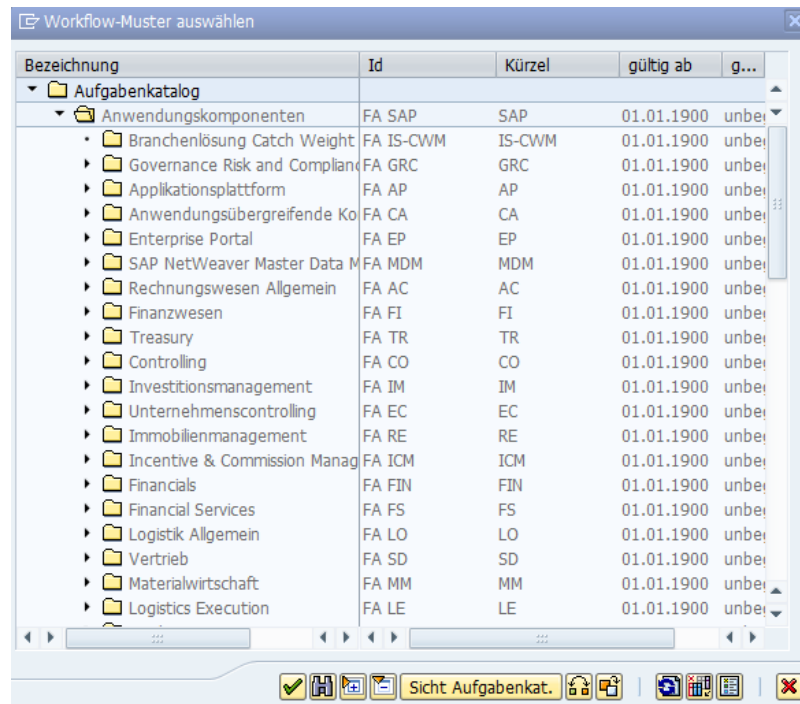 Workflow-Muster auswählen
Bezeichnung Id Kürzel gültig ab g...
Aufgabenkatalog
Anwendungskomponenten FA SAP SAP 01.01.1900 unbe
Branchenlösung Catch Weight FA IS-CWM IS-CWM 01.01.1900 unbe
Governance Risk and Complianc FA GRC GRC 01.01.1900 unbe
Applikationsplattform FA AP AP 01.01.1900 unbe
Anwendungsübergreifende Ko FA CA CA 01.01.1900 unbe
Enterprise Portal FA EP EP 01.01.1900 unbe
SAP NetWeaver Master Data M FA MDM MDM 01.01.1900 unbe
Rechnungswesen Allgemein FA AC AC 01.01.1900 unbe
Finanzwesen FA FI FI 01.01.1900 unbe
Treasury FA TR TR 01.01.1900 unbe
Controlling FA CO CO 01.01.1900 unbe
Investitionsmanagement FA IM IM 01.01.1900 unbe
Unternehmenscontrolling FA EC EC 01.01.1900 unbe
Immobilienmanagement FA RE RE 01.01.1900 unbe
Incentive & Commission Manag FA ICM ICM 01.01.1900 unbe
Financials FA FIN FIN 01.01.1900 unbe
Financial Services FA FS FS 01.01.1900 unbe
Logistik Allgemein FA LO LO 01.01.1900 unbe
Vertrieb FA SD SD 01.01.1900 unbe
Materialwirtschaft FA MM MM 01.01.1900 unbe
Logistics Execution FA LE LE 01.01.1900 unbe
Sicht Aufgabenkat.